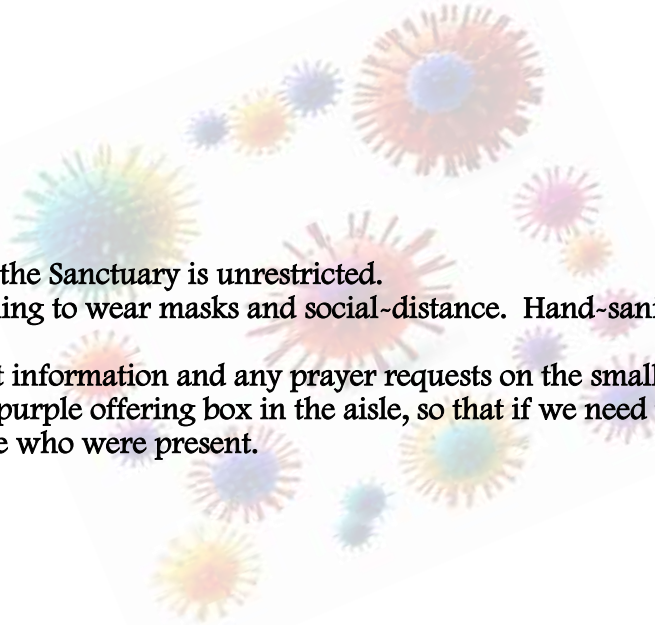 the Sanctuary is unrestricted.
ing to wear masks and social~distance. Hand~san
information and any prayer requests on the small
purple offering box in the aisle, so that if we need
e who were present.